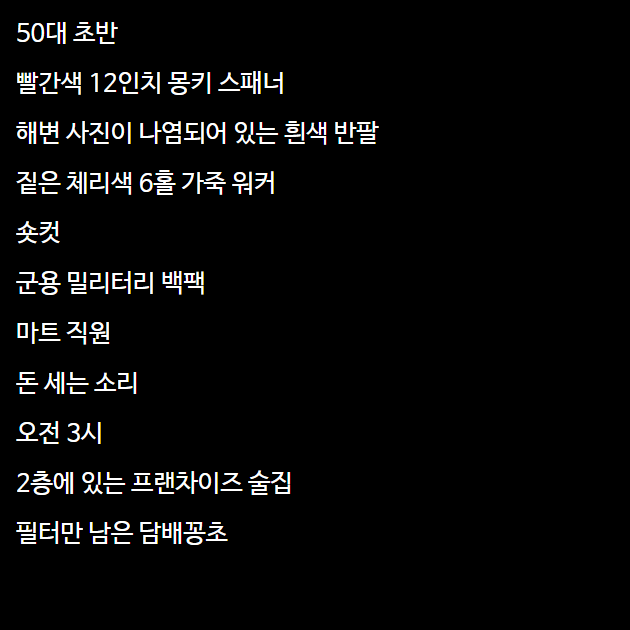 50대 초반
빨간색 12인치 몽키 스패너
해변 사진이 나염되어 있는 흰색 반팔
짙은 체리색 6홀 가죽 워커
숏컷
군용 밀리터리 백팩
마트 직원
돈 세는 소리
오전 3시
2층에 있는 프랜차이즈 술집
필터만 남은 담배꽁초